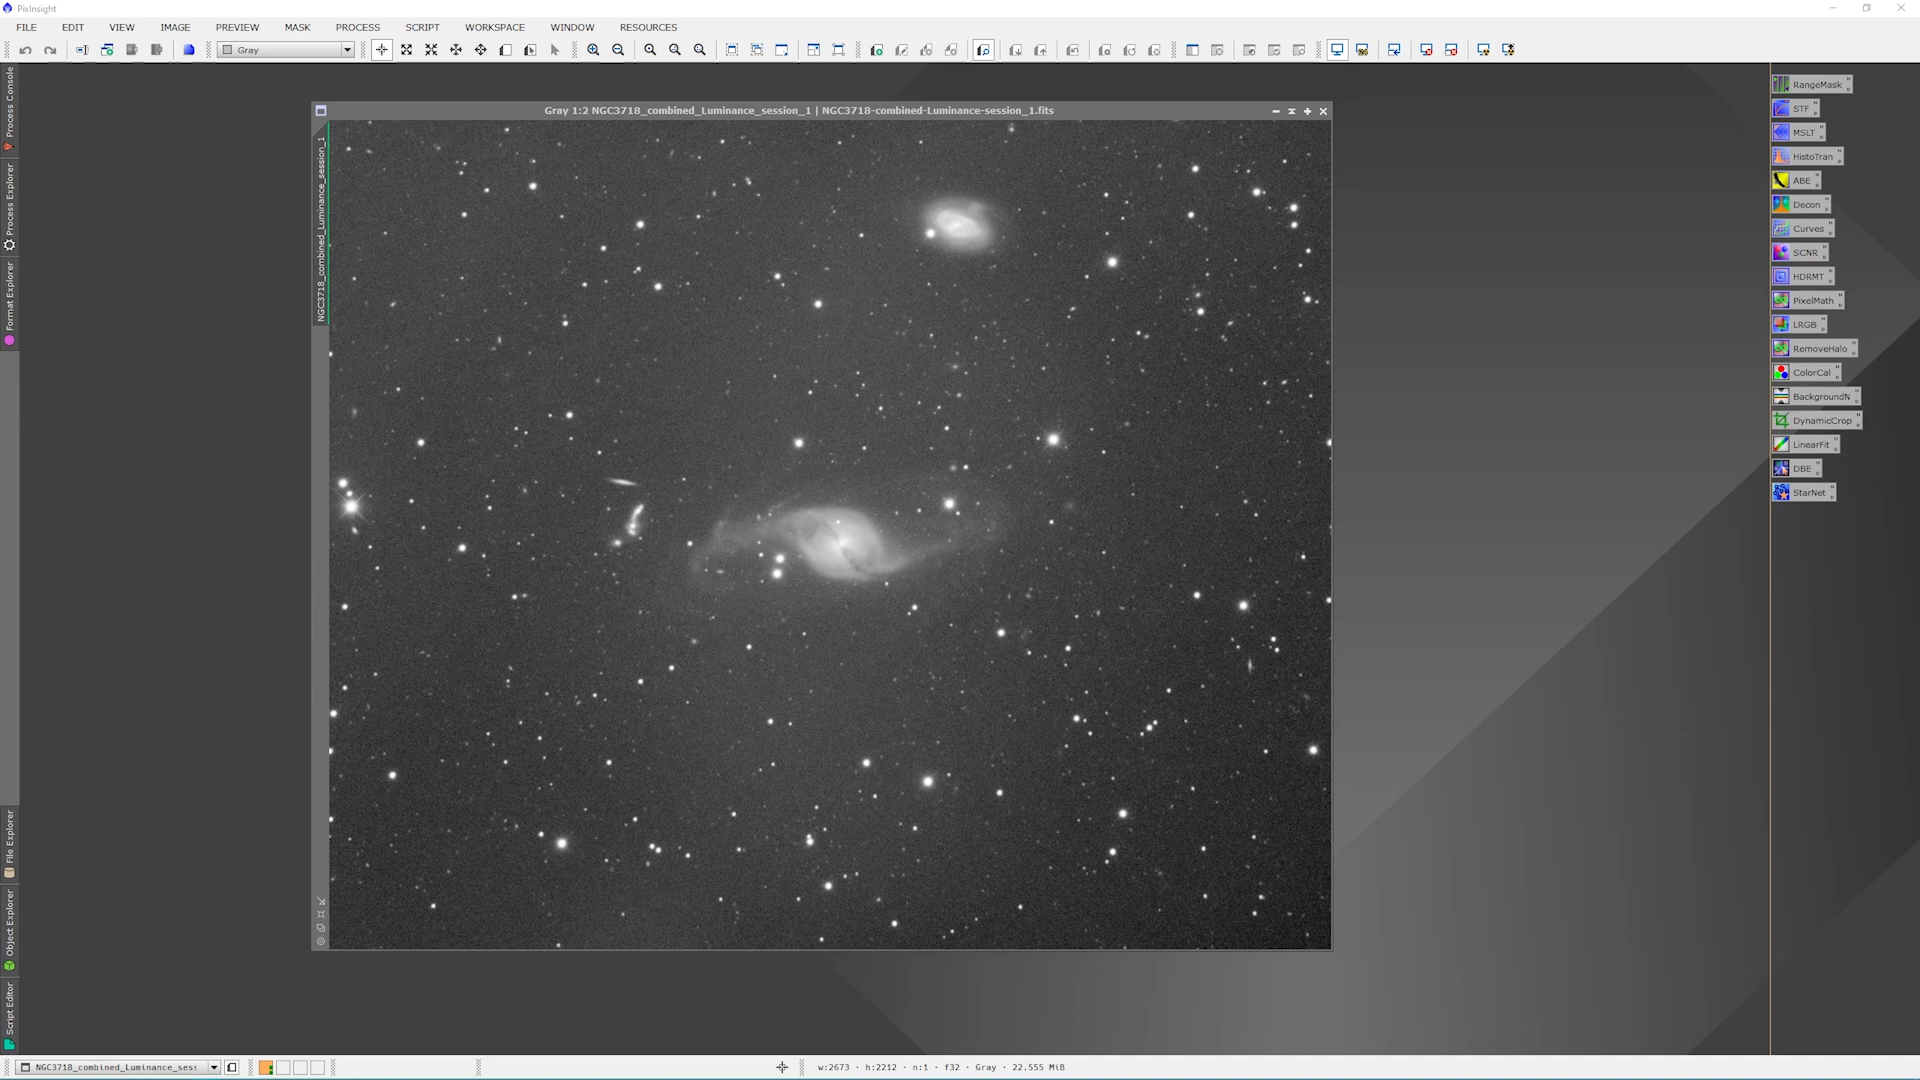 PixInsight
FILE EDIT VIEW IMAGE PREVIEW MASK PROCESS SCRIPT WORKSPACE WINDOW RESOURCES
Gray
Process Console
Process Explorer
Format Explorer
File Explorer
Object Explorer
Script Editor
Gray 1:2 NGC3718_combined_Luminance_session_1 | NGC3718-combined-Luminance-session_1.fits
NGC3718_combined_Luminance_session_1
RangeMask
STF
MSLT
HistoTran
ABE
Decon
Curves
SCNR
HDRMT
PixelMath
LRGB
RemoveHalo
ColorCal
BackgroundN
DynamicCrop
LinearFit
DBE
StarNet
NGC3718_combined_Luminance_ses:
w:2673 · h:2212 · n:1 · f32 · Gray · 22.555 MiB